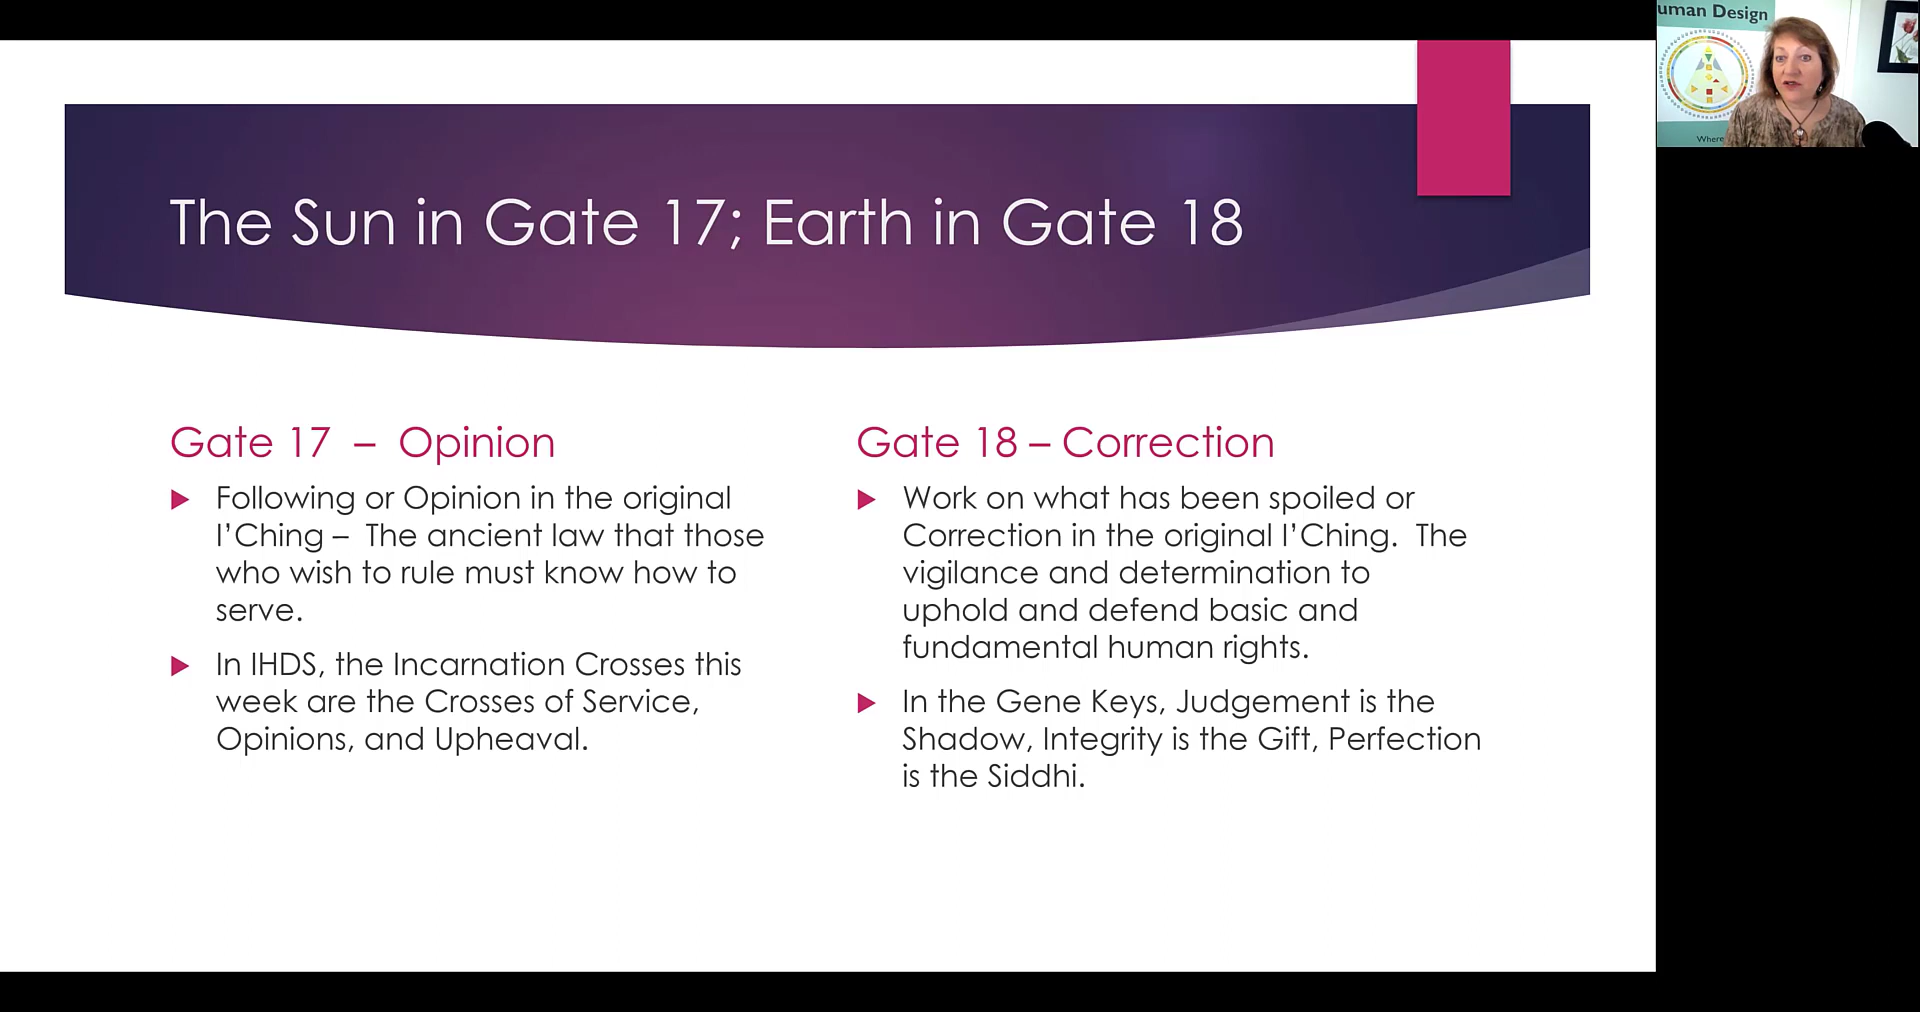 uman Design
Where
The Sun in Gate 17; Earth in Gate 18
Gate 17 – Opinion
Following or Opinion in the original
I'Ching – The ancient law that those
who wish to rule must know how to
serve.
In IHDS, the Incarnation Crosses this
week are the Crosses of Service,
Opinions, and Upheaval.
Gate 18 – Correction
Work on what has been spoiled or
Correction in the original I'Ching. The
vigilance and determination to
uphold and defend basic and
fundamental human rights.
In the Gene Keys, Judgement is the
Shadow, Integrity is the Gift, Perfection
is the Siddhi.